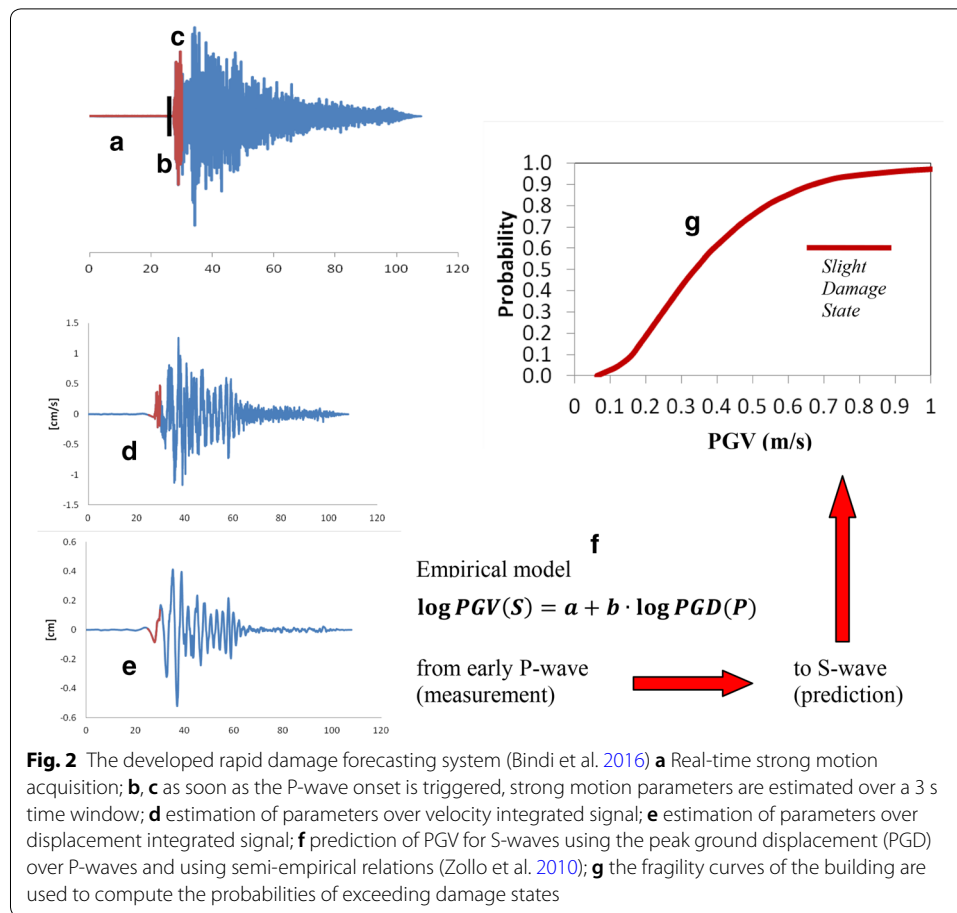 c
a
b
0 20 40 60 80 100 120
1.5
1
0.5
0
-0.5
-1
-1.5
[cm/s]
d
0 20 40 60 80 100 120
0.6
0.4
0.2
0
-0.2
-0.4
-0.6
[cm]
e
0 20 40 60 80 100 120
1.0
0.9
0.8
0.7
0.6
0.5
0.4
0.3
0.2
0.1
0.0
Probability
g
Slight
Damage
State
0 0.1 0.2 0.3 0.4 0.5 0.6 0.7 0.8 0.9 1
PGV (m/s)
f
Empirical model
log PGV(S) = a + b · log PGD(P)
from early P-wave
(measurement)
to S-wave
(prediction)
Fig. 2 The developed rapid damage forecasting system (Bindi et al. 2016) a Real-time strong motion
acquisition; b, c as soon as the P-wave onset is triggered, strong motion parameters are estimated over a 3 s
time window; d estimation of parameters over velocity integrated signal; e estimation of parameters over
displacement integrated signal; f prediction of PGV for S-waves using the peak ground displacement (PGD)
over P-waves and using semi-empirical relations (Zollo et al. 2010); g the fragility curves of the building are
used to compute the probabilities of exceeding damage states